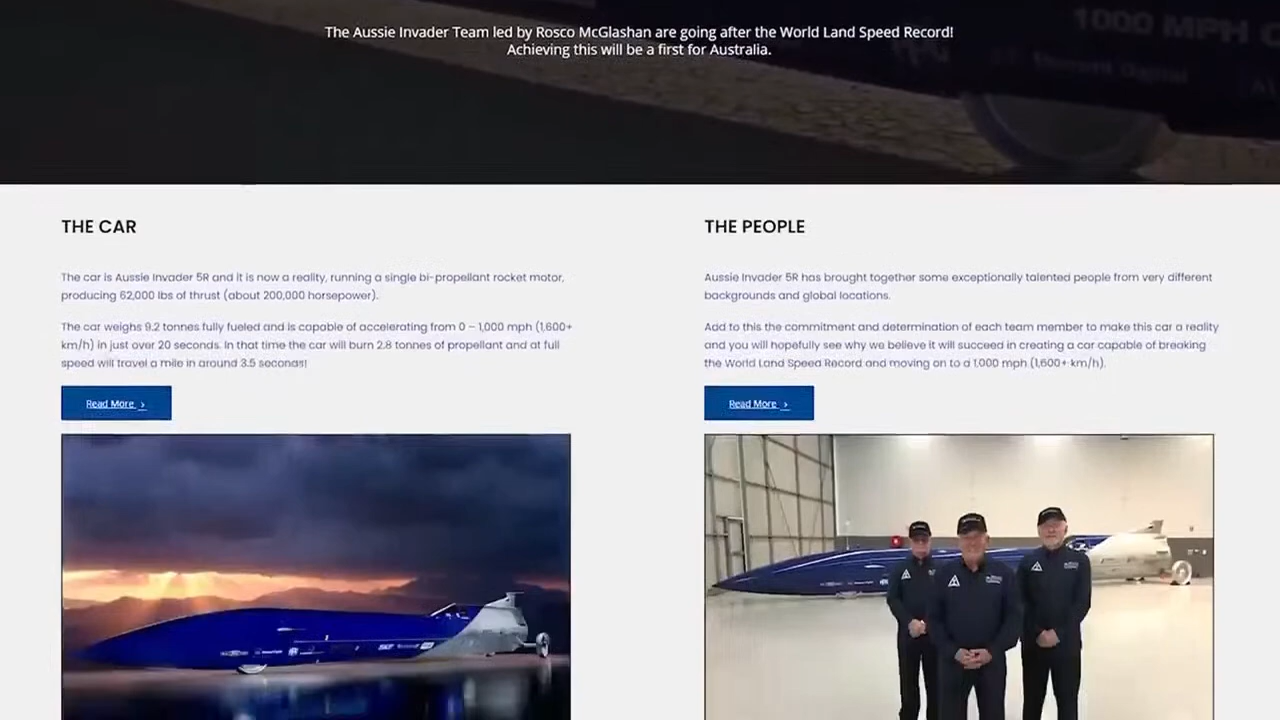 The Aussie Invader Team led by Rosco McGlashan are going after the World Land Speed Record!
Achieving this will be a first for Australia.
1000 MPH
THE CAR
The car is Aussie Invader 5R and it is now a reality, running a single bi-propellant rocket motor,
producing 62,000 lbs of thrust (about 200,000 horsepower).
The car weighs 9.2 tonnes fully fueled and is capable of accelerating from 0 – 1,000 mph (1,600+
km/h) in just over 20 seconds. In that time the car will burn 2.8 tonnes of propellant and at full
speed will travel a mile in around 3.5 seconds!
Read More >
THE PEOPLE
Aussie Invader 5R has brought together some exceptionally talented people from very different
backgrounds and global locations.
Add to this the commitment and determination of each team member to make this car a reality
and you will hopefully see why we believe it will succeed in creating a car capable of breaking
the World Land Speed Record and moving on to a 1,000 mph (1,600+ km/h).
Read More >